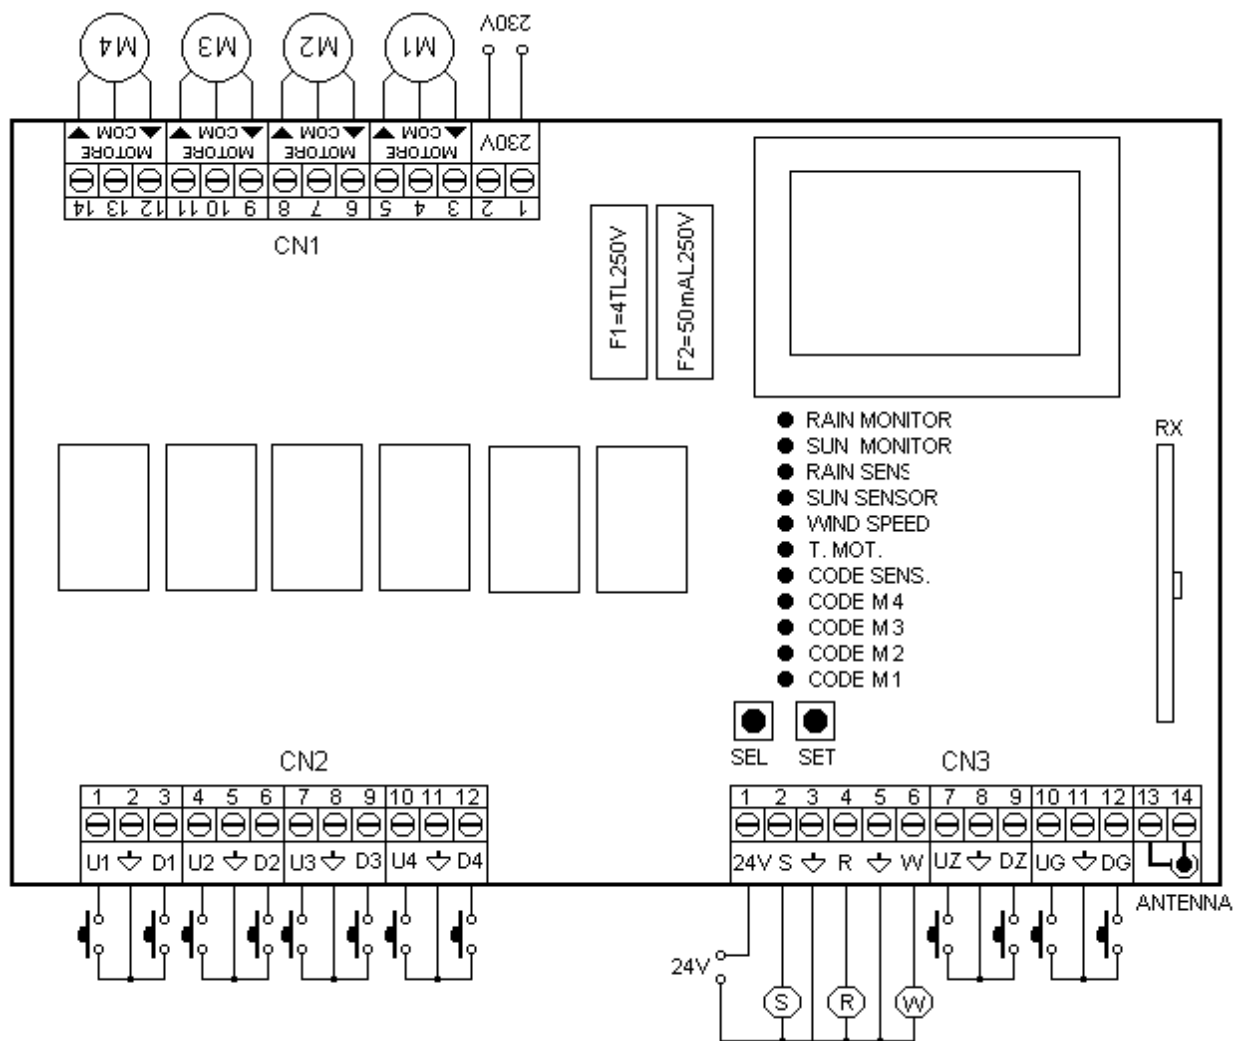 M4 M3 M2 M1 230V
COM COM COM COM
MOTORE MOTORE MOTORE MOTORE 230V
14 13 12 11 10 9 8 7 6 5 4 3 2 1
CN1
F1=4TL250V
F2=50mAL250V
RAIN MONITOR
SUN MONITOR
RAIN SENS
SUN SENSOR
WIND SPEED
T. MOT.
CODE SENS.
CODE M4
CODE M3
CODE M2
CODE M1
RX
SEL SET
CN2
1 2 3 4 5 6 7 8 9 10 11 12
U1 D1 U2 D2 U3 D3 U4 D4
CN3
1 2 3 4 5 6 7 8 9 10 11 12 13 14
24V S R W UZ DZ UG DG
ANTENNA
24V
S R W